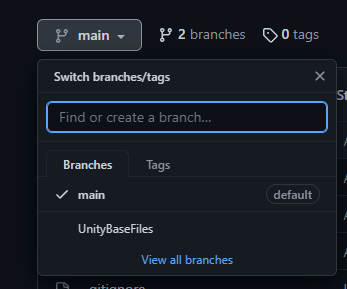 main
2 branches
0 tags
Switch branches/tags
Find or create a branch...
Branches
Tags
main
default
UnityBaseFiles
View all branches